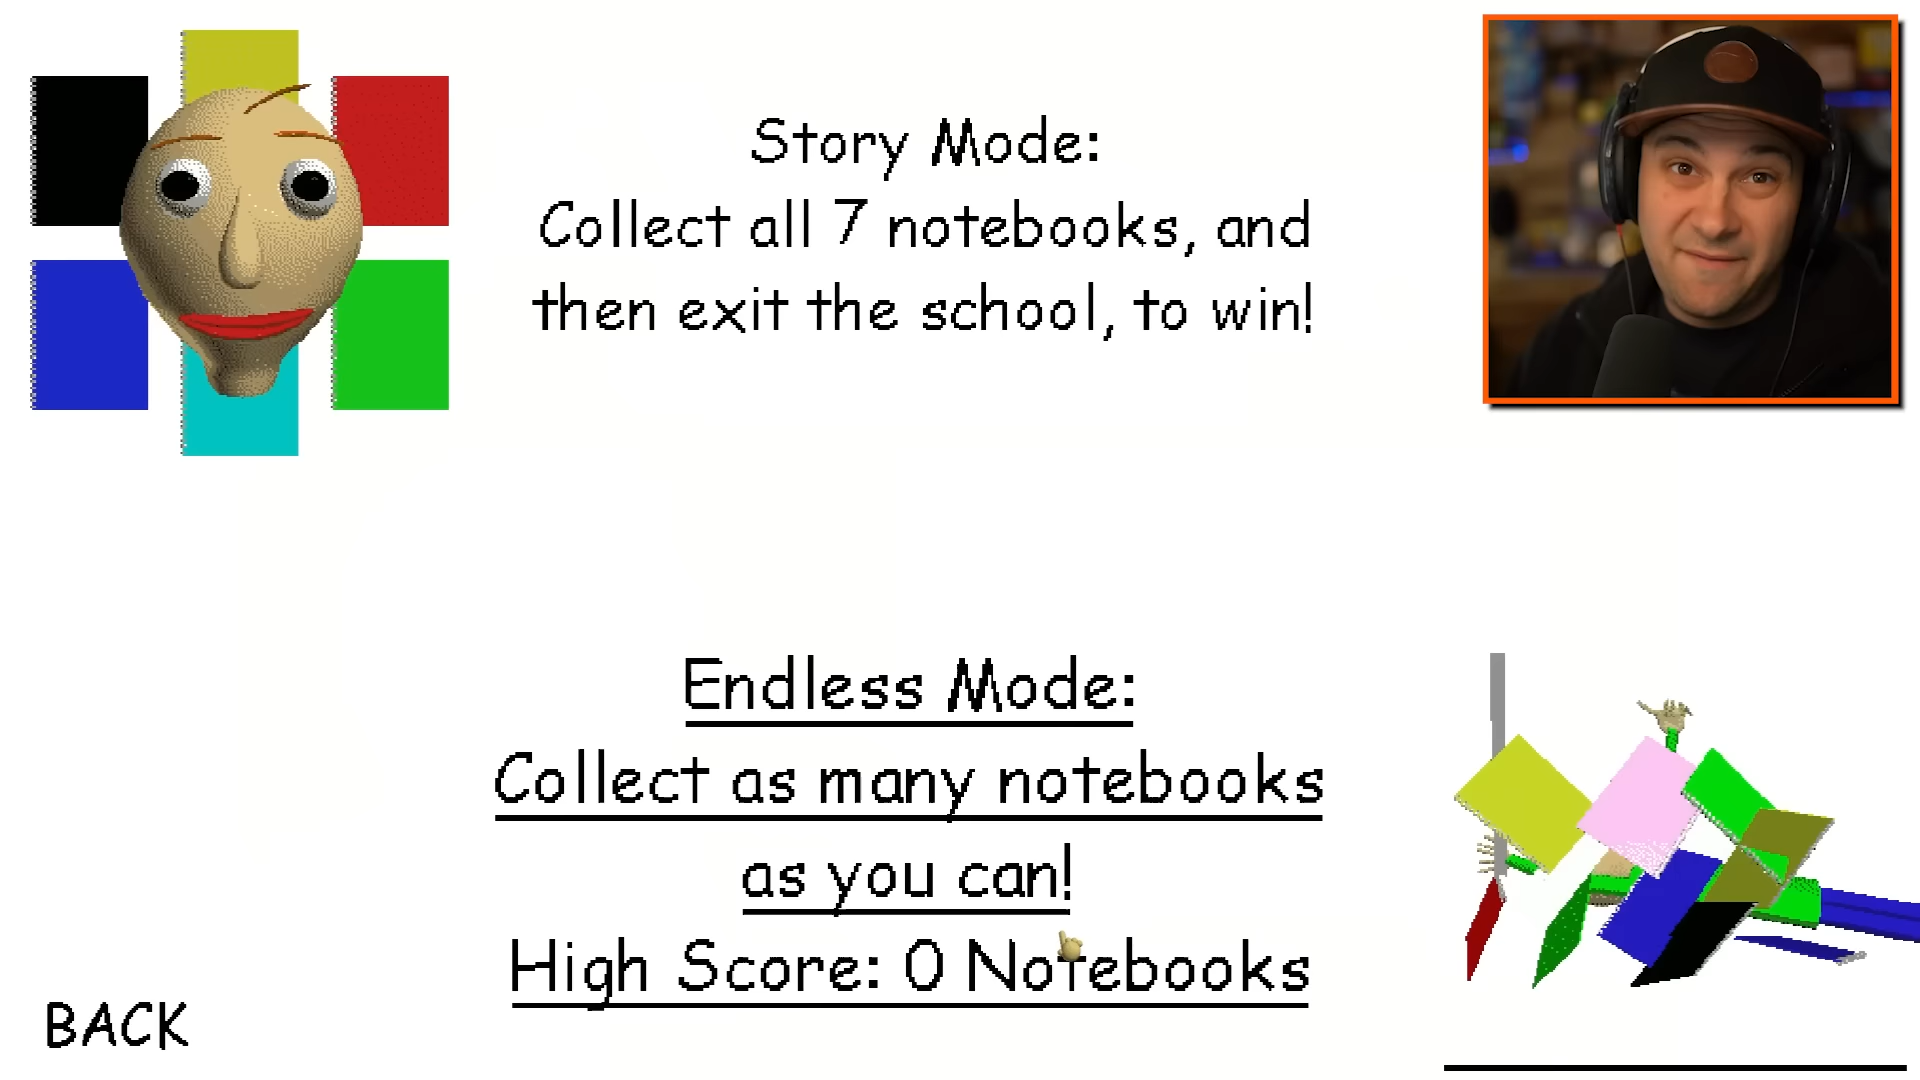 Story Mode:
Collect all 7 notebooks, and
then exit the school, to win!
Endless Mode:
Collect as many notebooks
as you can!
High Score: 0 Notebooks
BACK